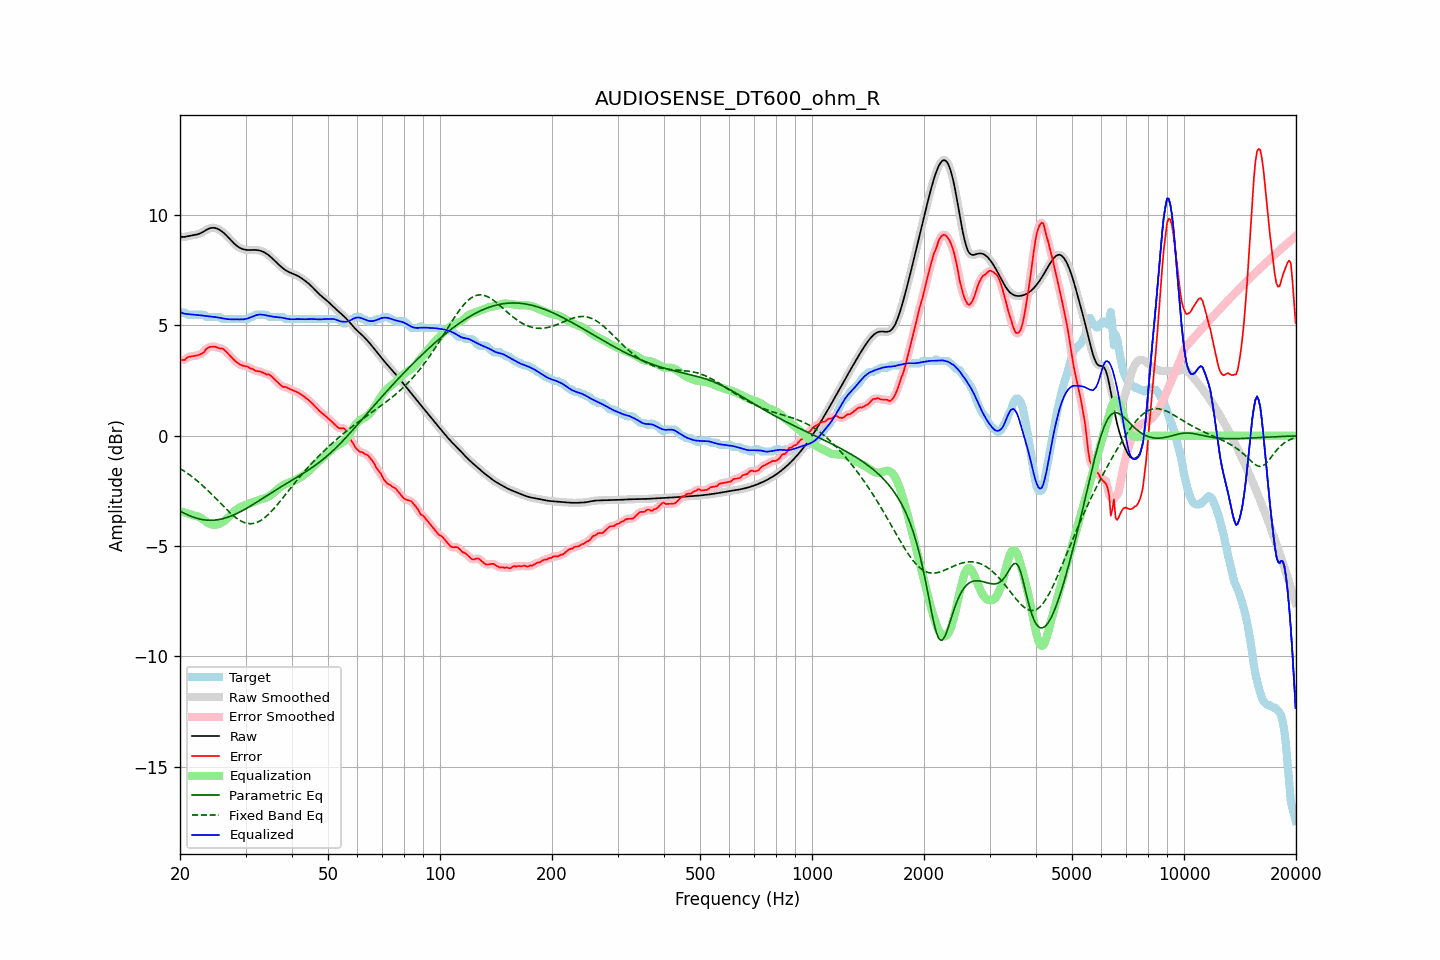 AUDIOSENSE_DT600_ohm_R
Amplitude (dBr)
10
5
0
−5
−10
−15
Target
Raw Smoothed
Error Smoothed
Raw
Error
Equalization
Parametric Eq
Fixed Band Eq
Equalized
20 50 100 200 500 1000 2000 5000 10000 20000
Frequency (Hz)